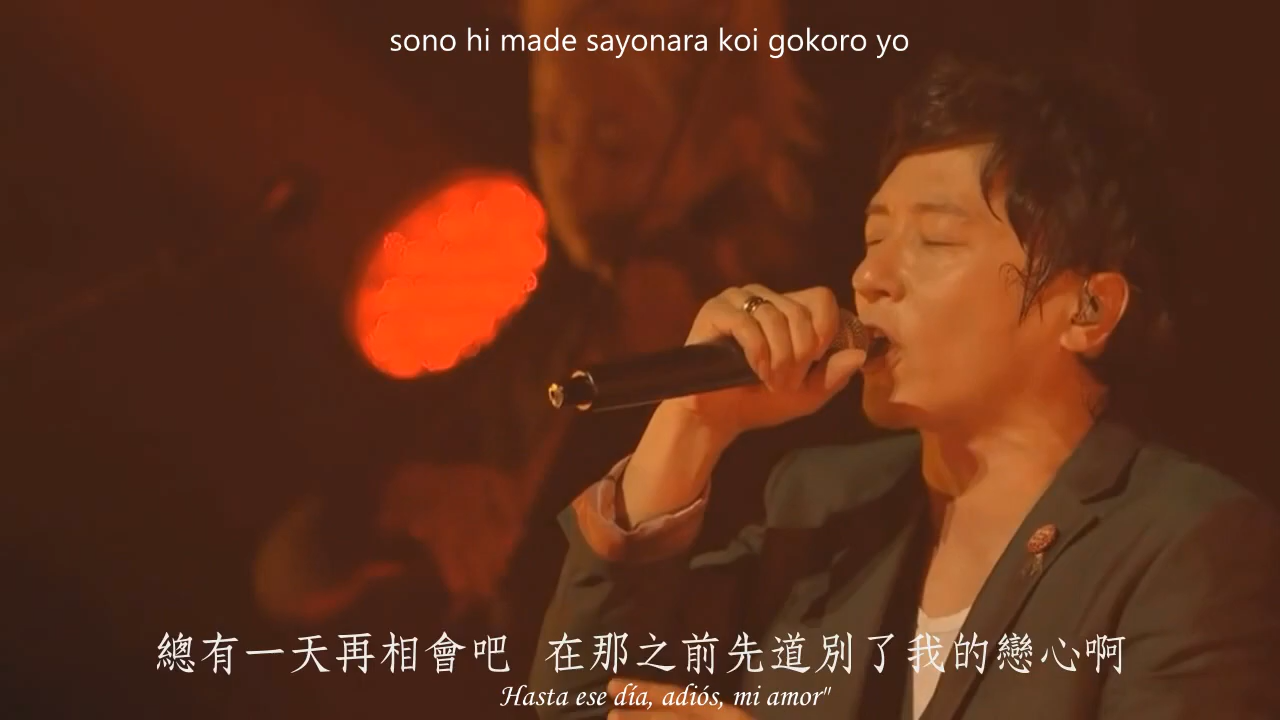 sono hi made sayonara koi gokoro yo
總有一天再相會吧 在那之前先道別了我的戀心啊
Hasta ese día, adiós, mi amor"